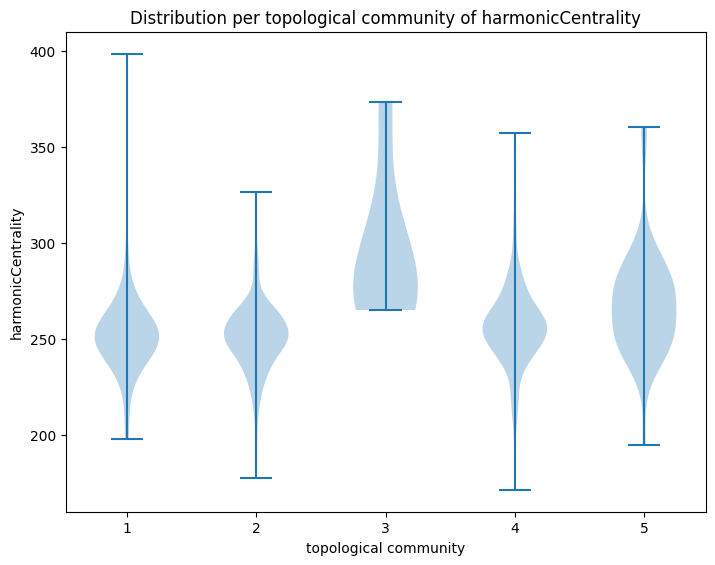 Distribution per topological community of harmonicCentrality
400
350
300
250
200
harmonicCentrality
1 2 3 4 5
topological community